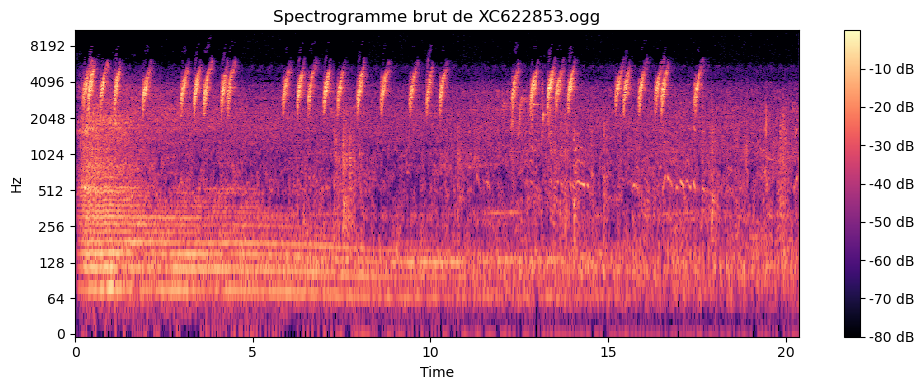 Spectrogramme brut de XC622853.ogg
8192
4096
2048
1024
512
256
128
64
0
Hz
0
5
10
15
20
Time
-10 dB
-20 dB
-30 dB
-40 dB
-50 dB
-60 dB
-70 dB
-80 dB